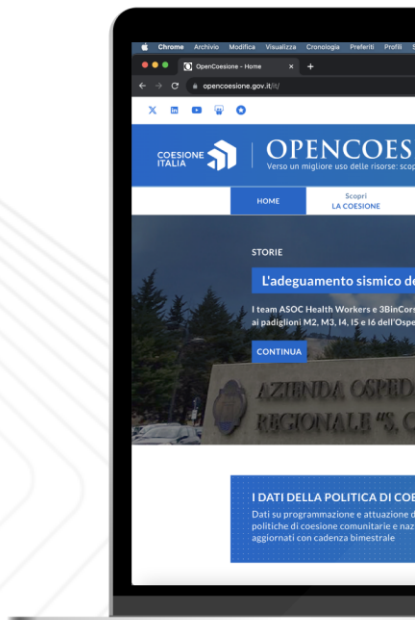 Chrome Archivio Modifica Visualizza Cronologia Preferiti Profili
OpenCoesione - Home
opencoesione.gov.it/it/
COESIONE
ITALIA
OPENCOES
Verso un migliore uso delle risorse: scop
HOME
Scopri
LA COESIONE
STORIE
L'adeguamento sismico de
I team ASOC Health Workers e 3BinCors
ai padiglioni M2, M3, I4, I5 e I6 dell'Ospe
CONTINUA
AZIENDA OSPED
REGIONALE "S. C
I DATI DELLA POLITICA DI COE
Dati su programmazione e attuazione d
politiche di coesione comunitarie e naz
aggiornati con cadenza bimestrale